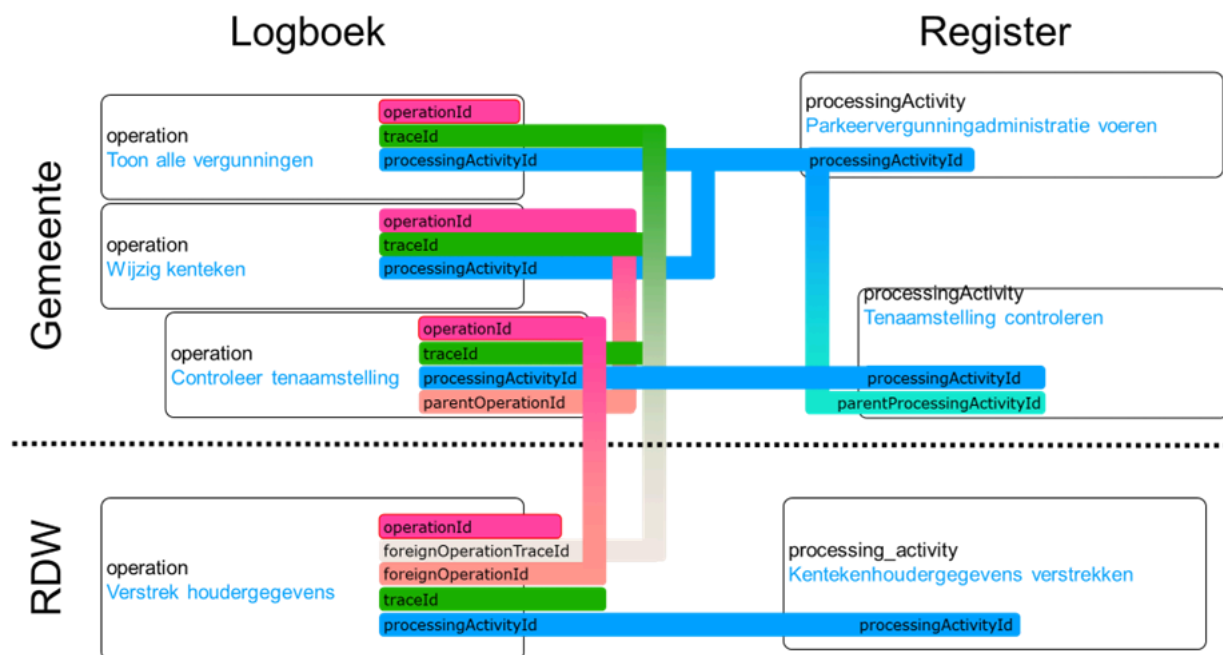 Logboek
Register
Gemeente
operation
Toon alle vergunningen
operationId
traceId
processingActivityId
processingActivity
Parkeervergunningadministratie voeren
processingActivityId
operation
Wijzig kenteken
operationId
traceId
processingActivityId
operation
Controleer tenaamstelling
operationId
traceId
processingActivityId
parentOperationId
processingActivity
Tenaamstelling controleren
processingActivityId
parentProcessingActivityId
RDW
operation
Verstrek houdergegevens
operationId
foreignOperationTraceId
foreignOperationId
traceId
processingActivityId
processing_activity
Kentekenhoudergegevens verstrekken
processingActivityId